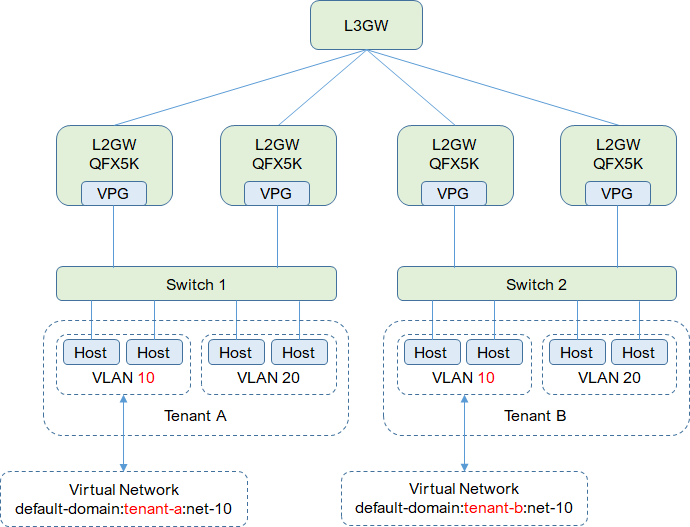 L3GW
L2GW
QFX5K
VPG
L2GW
QFX5K
VPG
L2GW
QFX5K
VPG
L2GW
QFX5K
VPG
Switch 1
Switch 2
Host
Host
VLAN 10
Host
Host
VLAN 20
Tenant A
Host
Host
VLAN 10
Host
Host
VLAN 20
Tenant B
Virtual Network
default-domain:tenant-a:net-10
Virtual Network
default-domain:tenant-b:net-10